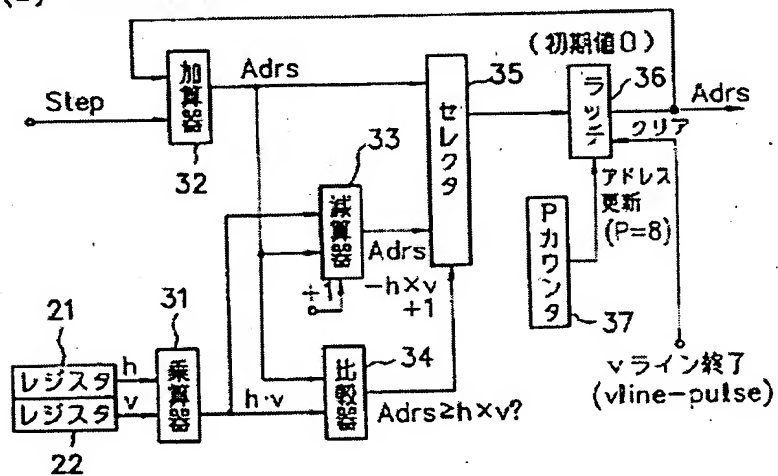 (初期値0)
35
36
加算器
Adrs
セレクタ
ラッチ
Adrs
クリア
Step
32
33
減算器
アドレス
更新
(P=8)
Adrs
-h×v
+1
+1
Pカウンタ
37
21
31
34
レジスタ
h
乗算器
比較器
vライン終了
(vline-pulse)
レジスタ
v
h·v
Adrs≥h×v?
22